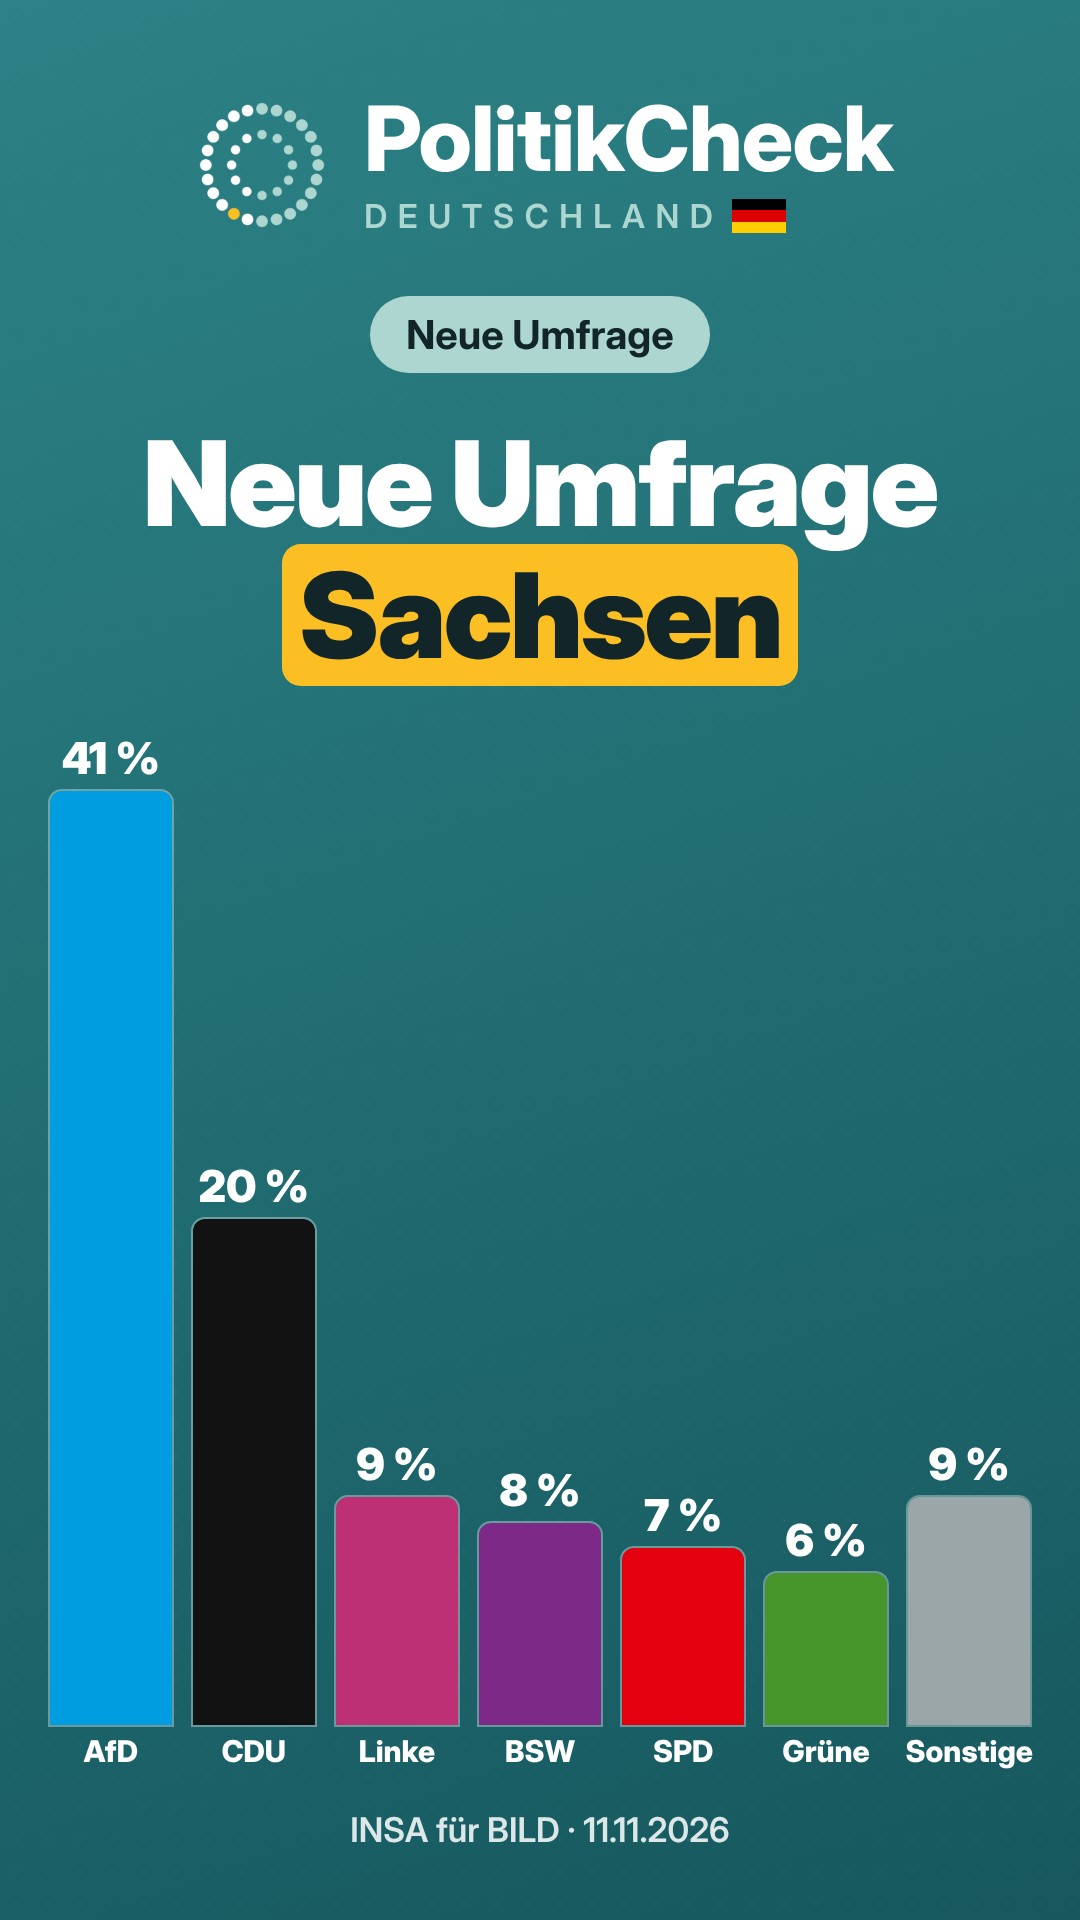 PolitikCheck
DEUTSCHLAND
Neue Umfrage
Neue Umfrage
Sachsen
41 %
20 %
9 %
8 %
7 %
6 %
9 %
AfD CDU Linke BSW SPD Grüne Sonstige
INSA für BILD · 11.11.2026